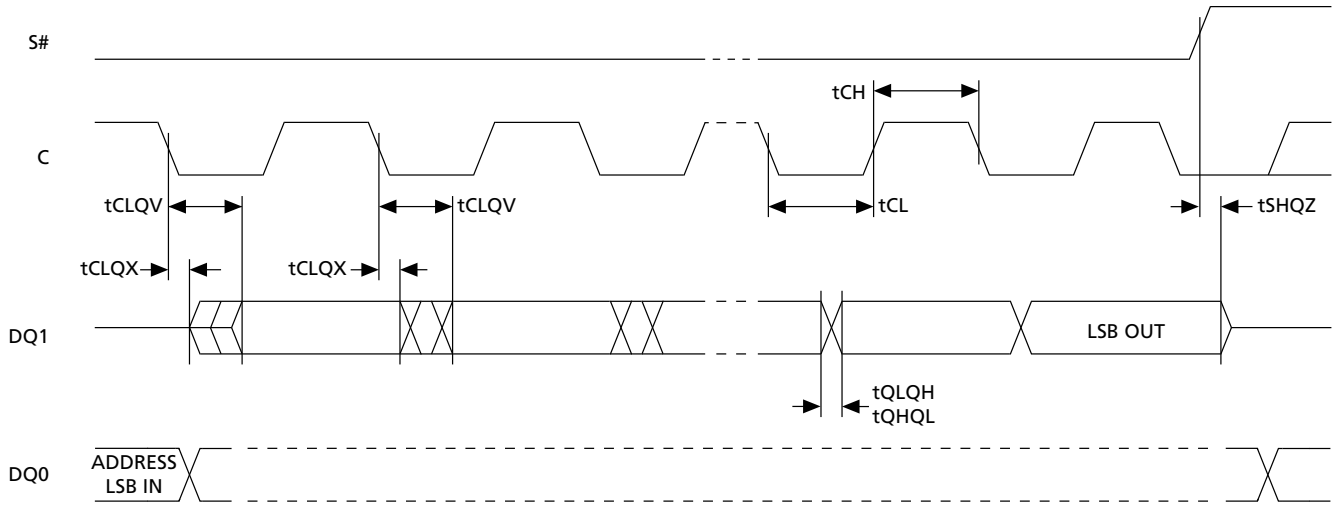 S#
tCH
C
tCLQV
tCLQV
tCL
tSHQZ
tCLQX
tCLQX
DQ1
LSB OUT
tQLQH
tQHQL
DQ0
ADDRESS
LSB IN